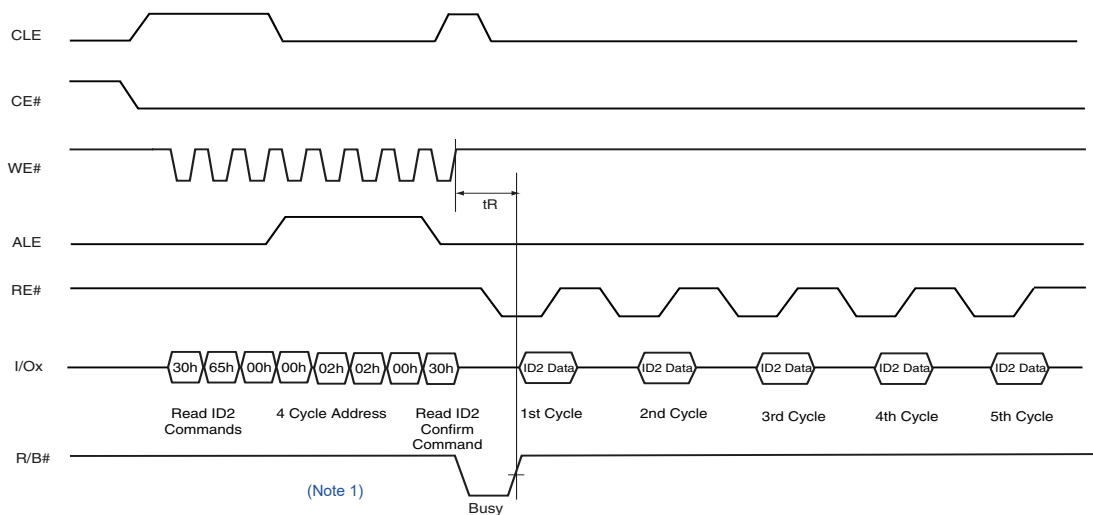 CLE
CE#
WE#
tR
ALE
RE#
I/Ox
30h 65h 00h 00h 02h 02h 00h 30h ID2 Data ID2 Data ID2 Data ID2 Data ID2 Data
Read ID2
Commands
4 Cycle Address
Read ID2
Confirm
Command
1st Cycle
2nd Cycle
3rd Cycle
4th Cycle
5th Cycle
R/B#
(Note 1)
Busy